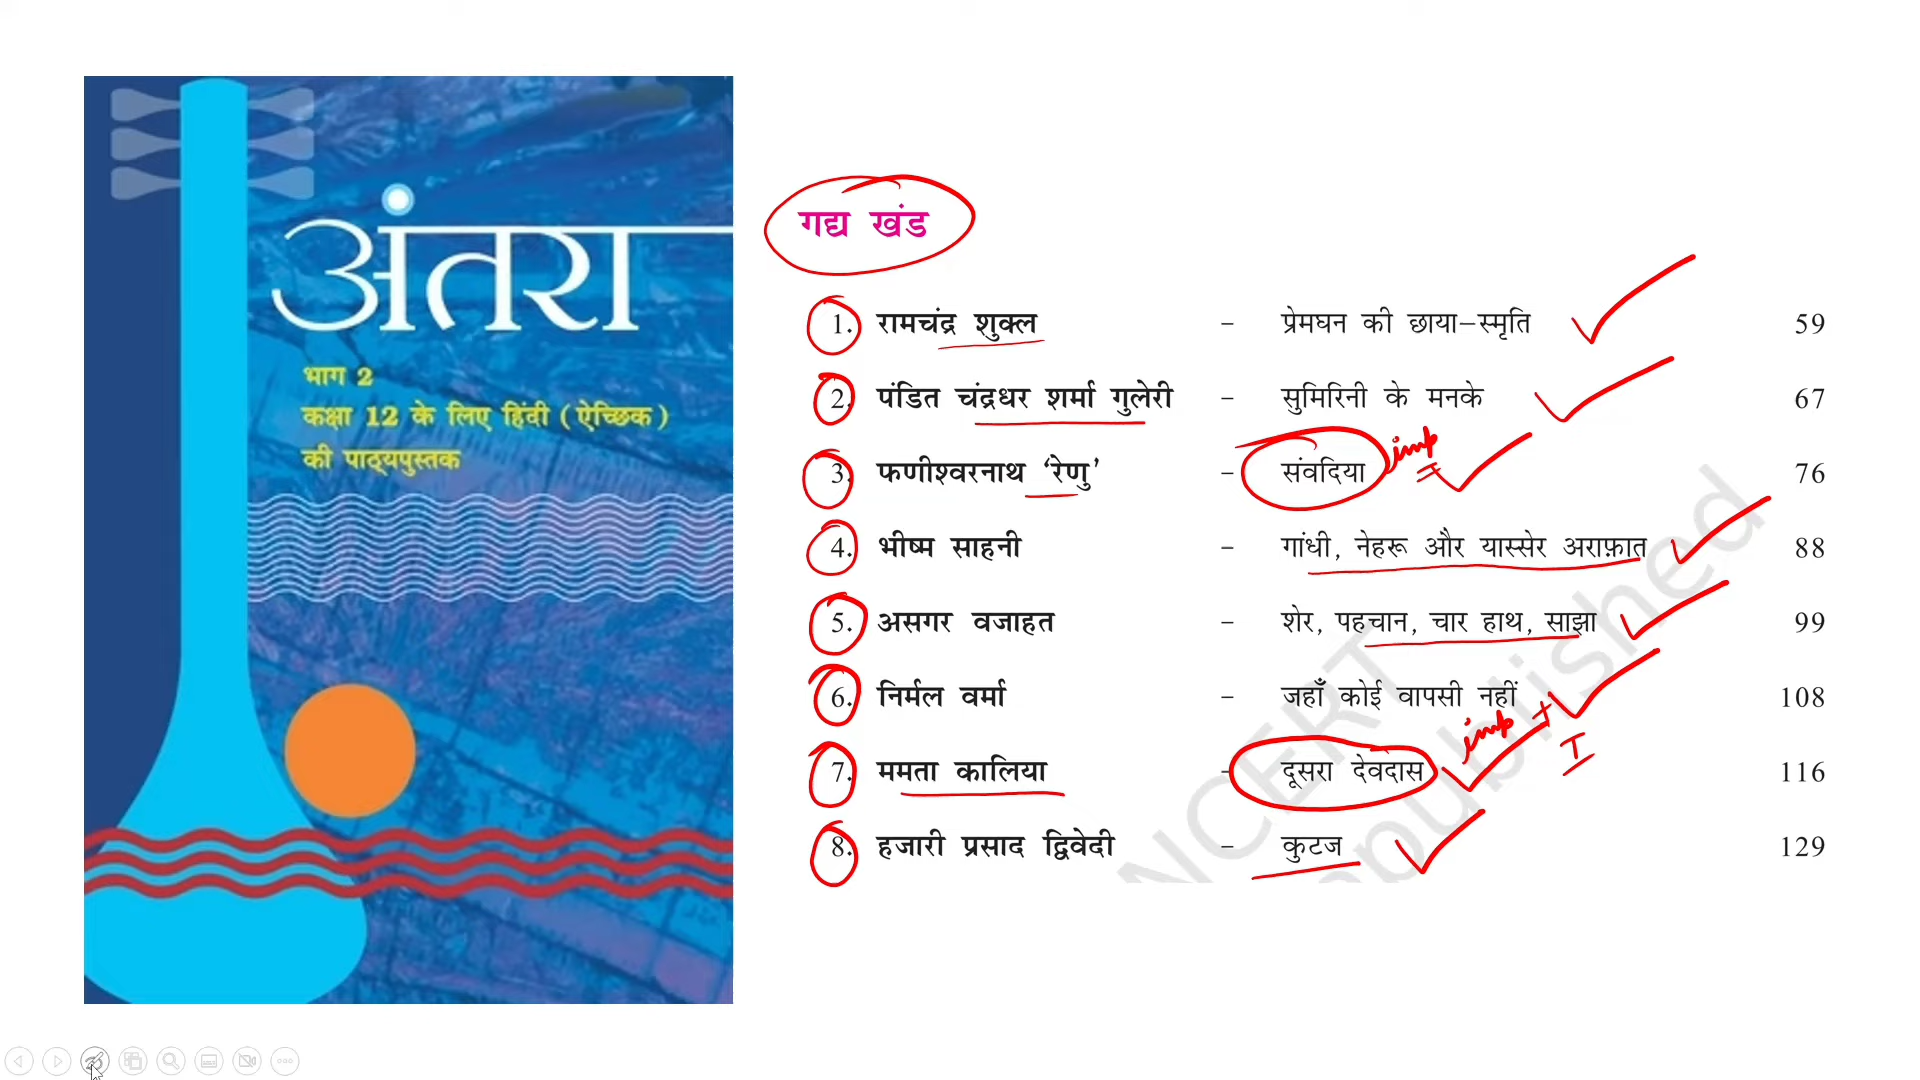 अंतरा
भाग 2
कक्षा 12 के लिए हिंदी (ऐच्छिक)
की पाठ्यपुस्तक
गद्य खंड
1. रामचंद्र शुक्ल - प्रेमघन की छाया-स्मृति 59
2. पंडित चंद्रधर शर्मा गुलेरी - सुमिरिनी के मनके 67
3. फणीश्वरनाथ ‘रेणु’ - संवदिया imp 76
4. भीष्म साहनी - गांधी, नेहरू और यास्सेर अराफ़ात 88
5. असगर वजाहत - शेर, पहचान, चार हाथ, साझा 99
6. निर्मल वर्मा - जहाँ कोई वापसी नहीं 108
7. ममता कालिया - दूसरा देवदास imp 116
8. हजारी प्रसाद द्विवेदी - कुटज 129
NCERT
published